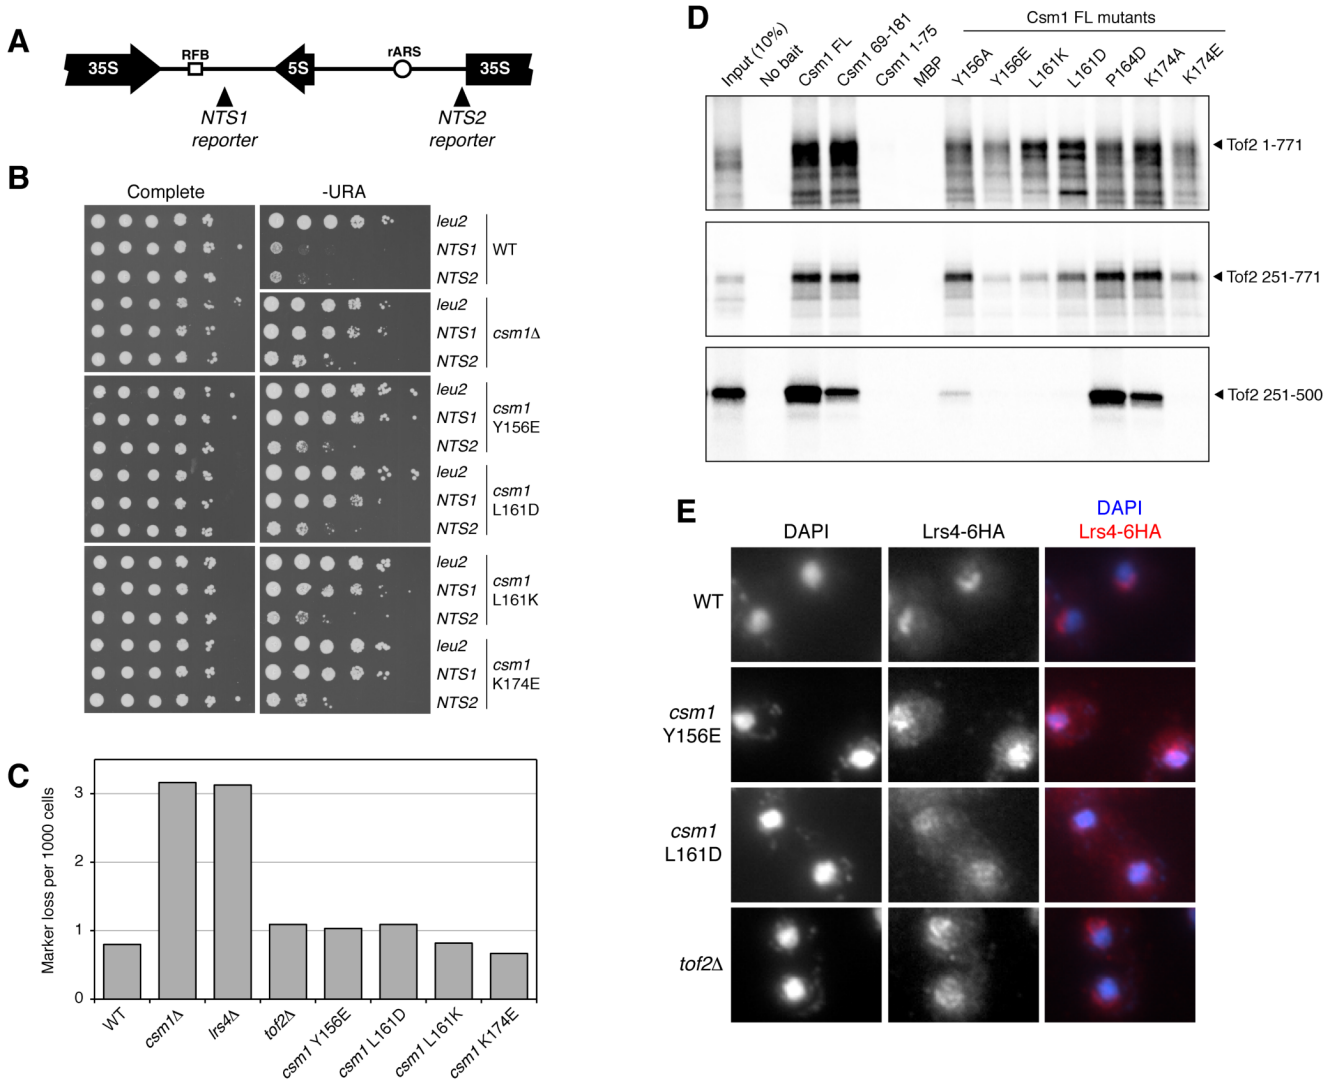 A
35S
RFB
5S
rARS
35S
NTS1
reporter
NTS2
reporter
B
Complete
-URA
leu2
NTS1
NTS2
WT
leu2
NTS1
NTS2
csm1Δ
leu2
NTS1
NTS2
csm1
Y156E
leu2
NTS1
NTS2
csm1
L161D
leu2
NTS1
NTS2
csm1
L161K
leu2
NTS1
NTS2
csm1
K174E
C
Marker loss per 1000 cells
3
2
1
0
WT
csm1Δ
lrs4Δ
tof2Δ
csm1 Y156E
csm1 L161D
csm1 L161K
csm1 K174E
D
Csm1 FL mutants
Input (10%)
No bait
Csm1 FL
Csm1 69-181
Csm1 1-75
MBP
Y156A
Y156E
L161K
L161D
P164D
K174A
K174E
Tof2 1-771
Tof2 251-771
Tof2 251-500
E
DAPI
Lrs4-6HA
DAPI
Lrs4-6HA
WT
csm1
Y156E
csm1
L161D
tof2Δ